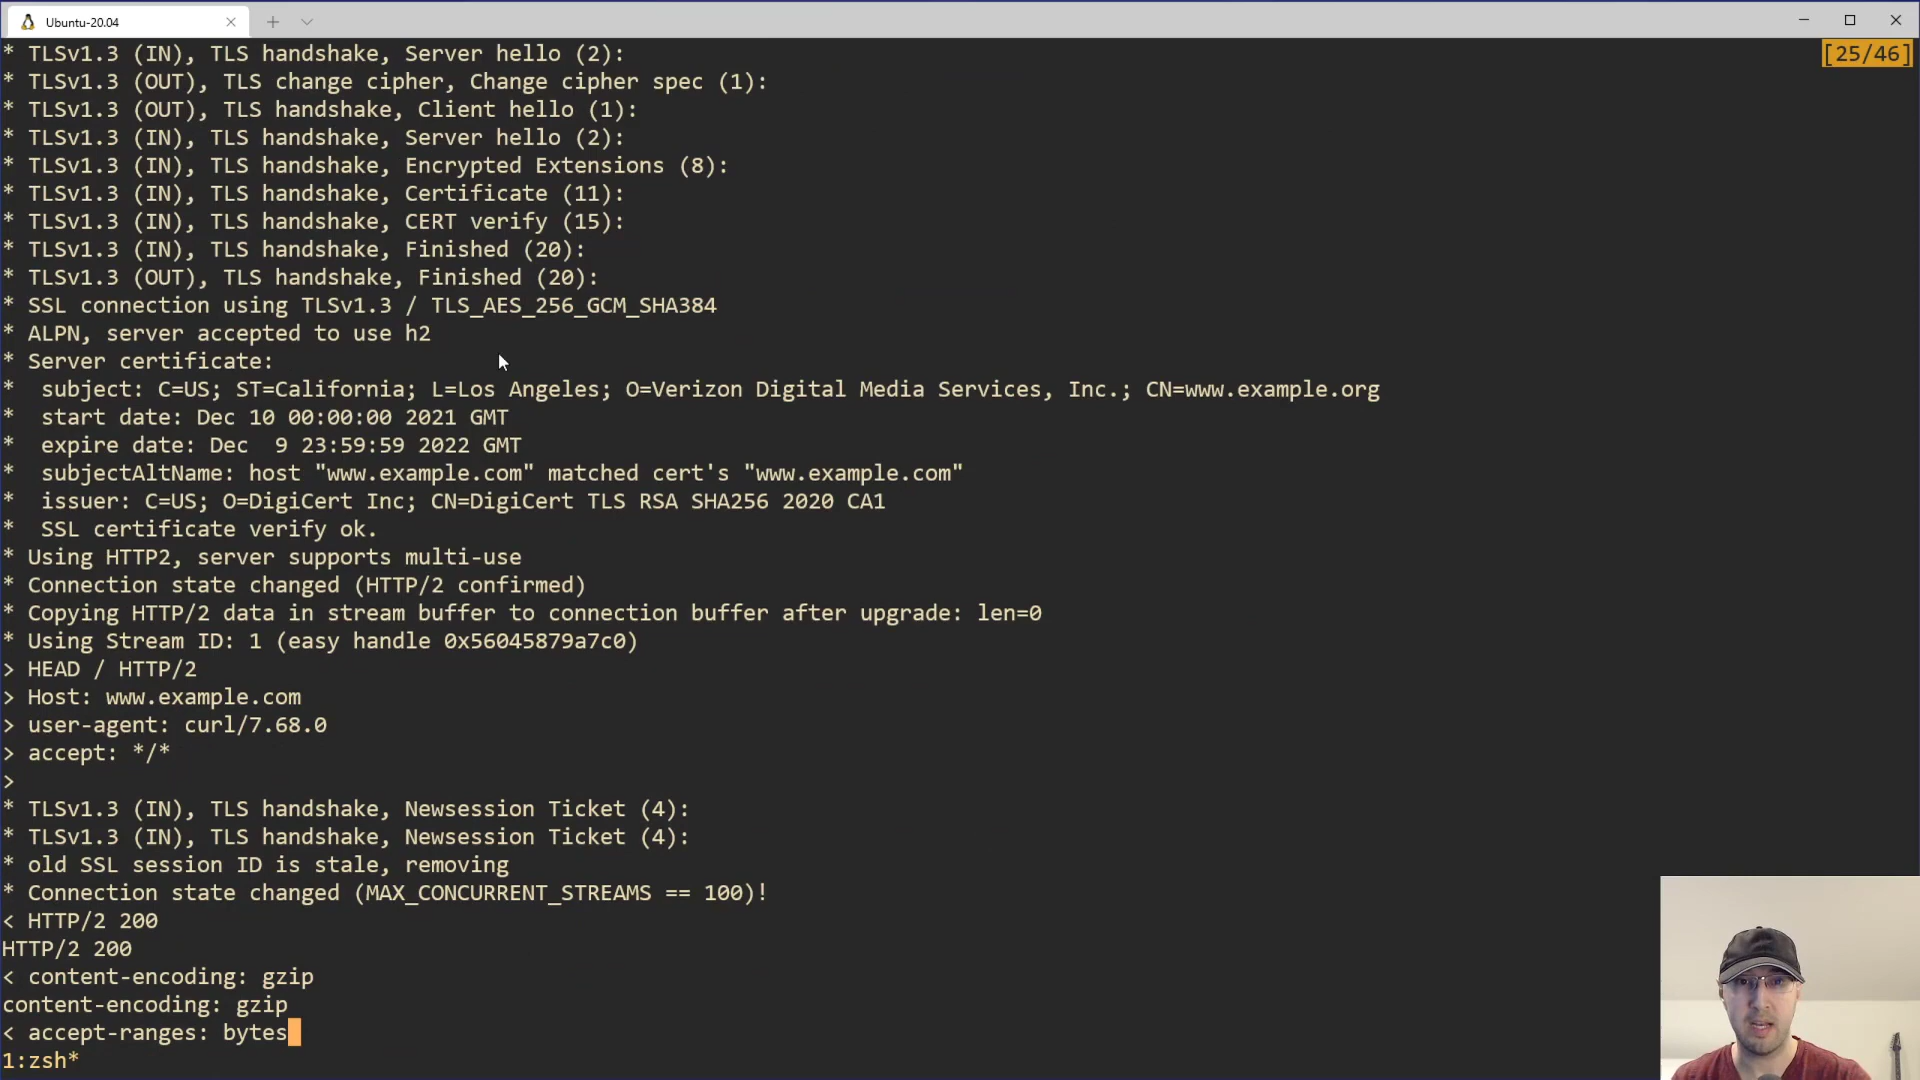 Ubuntu-20.04
[25/46]
* TLSv1.3 (IN), TLS handshake, Server hello (2):
* TLSv1.3 (OUT), TLS change cipher, Change cipher spec (1):
* TLSv1.3 (OUT), TLS handshake, Client hello (1):
* TLSv1.3 (IN), TLS handshake, Server hello (2):
* TLSv1.3 (IN), TLS handshake, Encrypted Extensions (8):
* TLSv1.3 (IN), TLS handshake, Certificate (11):
* TLSv1.3 (IN), TLS handshake, CERT verify (15):
* TLSv1.3 (IN), TLS handshake, Finished (20):
* TLSv1.3 (OUT), TLS handshake, Finished (20):
* SSL connection using TLSv1.3 / TLS_AES_256_GCM_SHA384
* ALPN, server accepted to use h2
* Server certificate:
*  subject: C=US; ST=California; L=Los Angeles; O=Verizon Digital Media Services, Inc.; CN=www.example.org
*  start date: Dec 10 00:00:00 2021 GMT
*  expire date: Dec  9 23:59:59 2022 GMT
*  subjectAltName: host "www.example.com" matched cert's "www.example.com"
*  issuer: C=US; O=DigiCert Inc; CN=DigiCert TLS RSA SHA256 2020 CA1
*  SSL certificate verify ok.
* Using HTTP2, server supports multi-use
* Connection state changed (HTTP/2 confirmed)
* Copying HTTP/2 data in stream buffer to connection buffer after upgrade: len=0
* Using Stream ID: 1 (easy handle 0x56045879a7c0)
> HEAD / HTTP/2
> Host: www.example.com
> user-agent: curl/7.68.0
> accept: */*
>
* TLSv1.3 (IN), TLS handshake, Newsession Ticket (4):
* TLSv1.3 (IN), TLS handshake, Newsession Ticket (4):
* old SSL session ID is stale, removing
* Connection state changed (MAX_CONCURRENT_STREAMS == 100)!
< HTTP/2 200
HTTP/2 200
< content-encoding: gzip
content-encoding: gzip
< accept-ranges: bytes
1:zsh*